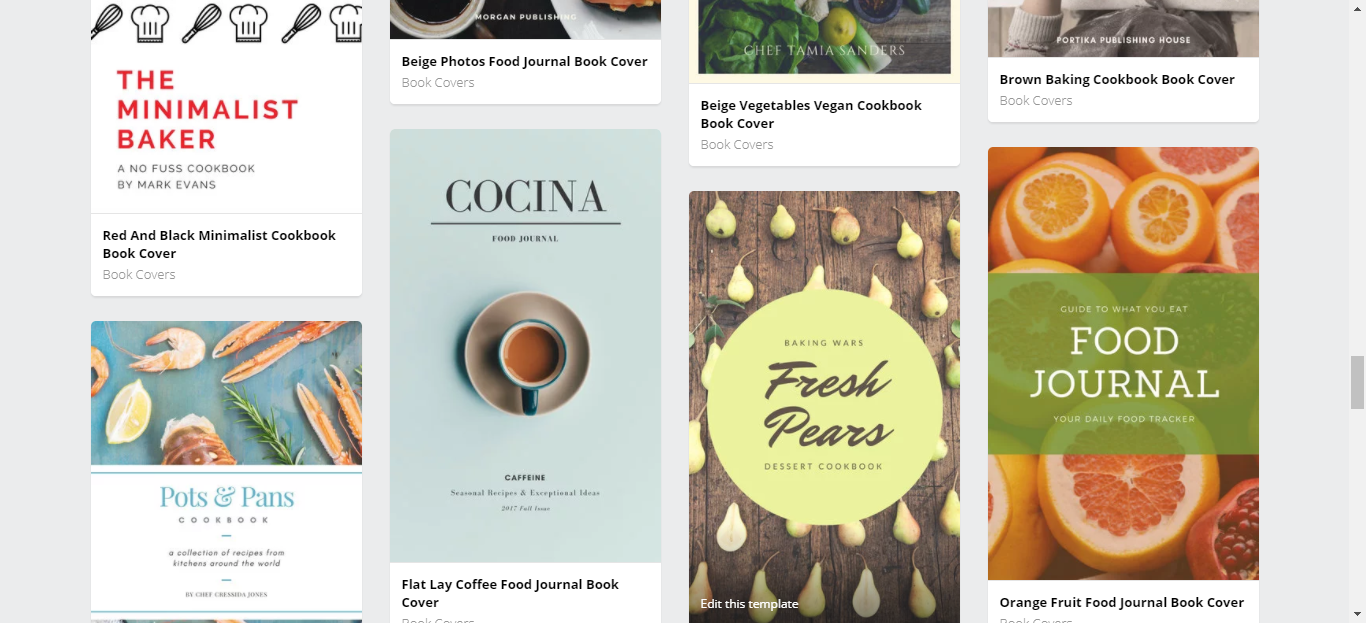 THE
MINIMALIST
BAKER
A NO FUSS COOKBOOK
BY MARK EVANS
Red And Black Minimalist Cookbook
Book Cover
Book Covers
Pots & Pans
COOKBOOK
a collection of recipes from
kitchens around the world
BY CHEF CRESSIDA JONES
MORGAN PUBLISHING
Beige Photos Food Journal Book Cover
Book Covers
COCINA
FOOD JOURNAL
CAFFEINE
Seasonal Recipes & Exceptional Ideas
2017 Fall Issue
Flat Lay Coffee Food Journal Book
Cover
Book Covers
CHEF TAMIA SANDERS
Beige Vegetables Vegan Cookbook
Book Cover
Book Covers
BAKING WARS
Fresh
Pears
DESSERT COOKBOOK
Edit this template
PORTIKA PUBLISHING HOUSE
Brown Baking Cookbook Book Cover
Book Covers
GUIDE TO WHAT YOU EAT
FOOD
JOURNAL
YOUR DAILY FOOD TRACKER
Orange Fruit Food Journal Book Cover
Book Covers